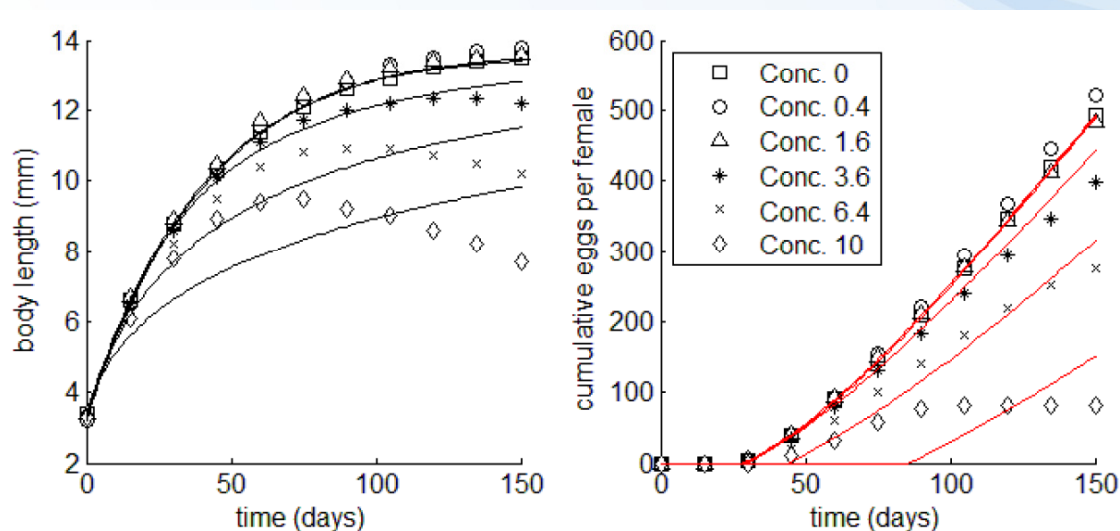 14
12
10
8
6
4
2
0
50
100
150
body length (mm)
time (days)
600
500
400
300
200
100
0
0
50
100
150
cumulative eggs per female
time (days)
Conc. 0
Conc. 0.4
Conc. 1.6
Conc. 3.6
Conc. 6.4
Conc. 10